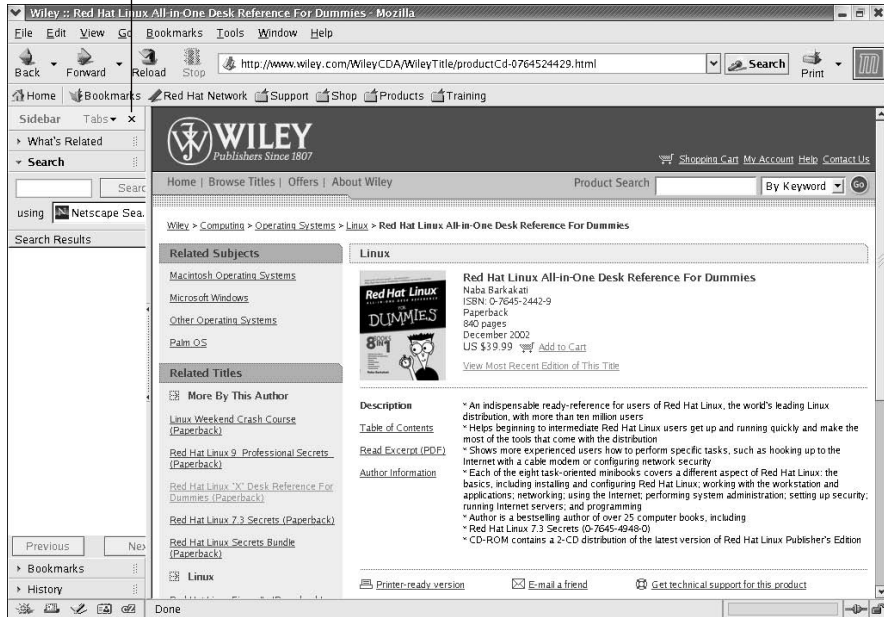 Wiley :: Red Hat Linux All-in-One Desk Reference For Dummies - Mozilla
File Edit View Go Bookmarks Tools Window Help
Back Forward Reload Stop http://www.wiley.com/WileyCDA/WileyTitle/productCd-0764524429.html Search Print
Home Bookmarks Red Hat Network Support Shop Products Training
Sidebar Tabs
What's Related
Search
Searc
using Netscape Sea.
Search Results
Previous Nex
Bookmarks
History
WILEY
Publishers Since 1807
Shopping Cart My Account Help Contact Us
Home | Browse Titles | Offers | About Wiley Product Search By Keyword Go
Wiley > Computing > Operating Systems > Linux > Red Hat Linux All-in-One Desk Reference For Dummies
Related Subjects
Macintosh Operating Systems
Microsoft Windows
Other Operating Systems
Palm OS
Related Titles
More By This Author
Linux Weekend Crash Course
(Paperback)
Red Hat Linux 9 Professional Secrets
(Paperback)
Red Hat Linux "X" Desk Reference For
Dummies (Paperback)
Red Hat Linux 7.3 Secrets (Paperback)
Red Hat Linux Secrets Bundle
(Paperback)
Linux
Linux
Red Hat Linux
FOR
DUMMIES
8 BOOKS
IN 1
Red Hat Linux All-in-One Desk Reference For Dummies
Naba Barkakati
ISBN: 0-7645-2442-9
Paperback
840 pages
December 2002
US $39.99 Add to Cart
View Most Recent Edition of This Title
Description
Table of Contents
Read Excerpt (PDF)
Author Information
* An indispensable ready-reference for users of Red Hat Linux, the world's leading Linux
distribution, with more than ten million users
* Helps beginning to intermediate Red Hat Linux users get up and running quickly and make the
most of the tools that come with the distribution
* Shows more experienced users how to perform specific tasks, such as hooking up to the
Internet with a cable modem or configuring network security
* Each of the eight task-oriented minibooks covers a different aspect of Red Hat Linux: the
basics, including installing and configuring Red Hat Linux; working with the workstation and
applications; networking; using the Internet; performing system administration; setting up security;
running Internet servers; and programming
* Author is a bestselling author of over 25 computer books, including
* Red Hat Linux 7.3 Secrets (0-7645-4948-0)
* CD-ROM contains a 2-CD distribution of the latest version of Red Hat Linux Publisher's Edition
Printer-ready version E-mail a friend Get technical support for this product
Done